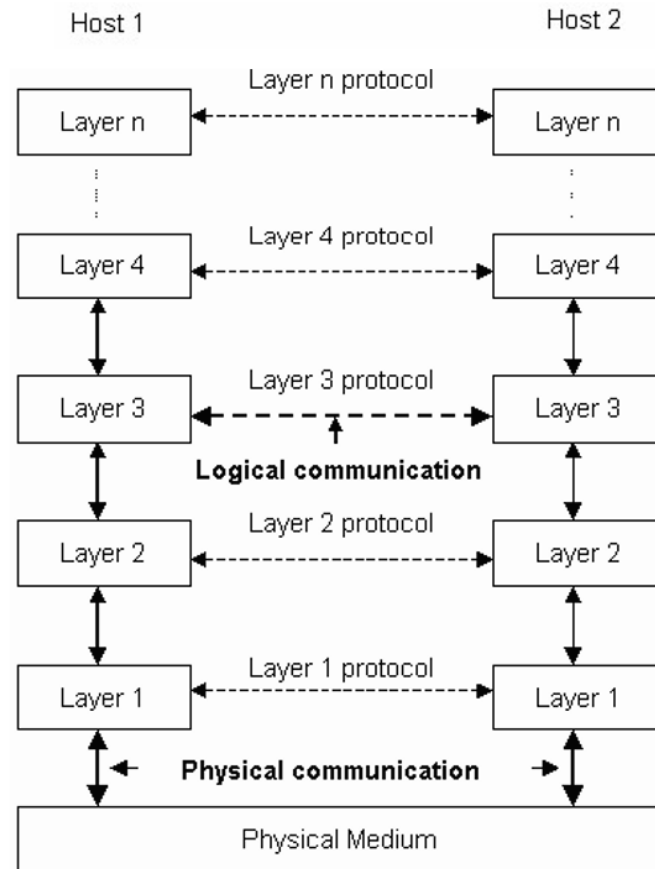 Host 1
Host 2
Layer n protocol
Layer n
Layer n
Layer 4 protocol
Layer 4
Layer 4
Layer 3 protocol
Layer 3
Layer 3
Logical communication
Layer 2 protocol
Layer 2
Layer 2
Layer 1 protocol
Layer 1
Layer 1
Physical communication
Physical Medium